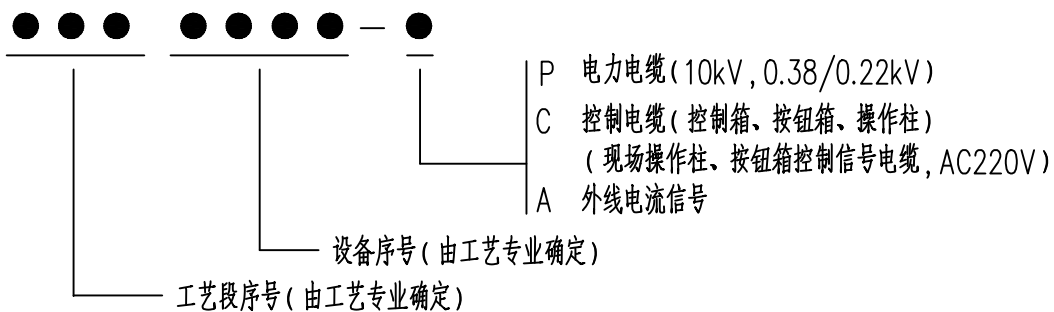 ●●● ●●●●-●
P 电力电缆(10kV,0.38/0.22kV)
C 控制电缆(控制箱、按钮箱、操作柱)
(现场操作柱、按钮箱控制信号电缆,AC220V)
A 外线电流信号
设备序号(由工艺专业确定)
工艺段序号(由工艺专业确定)